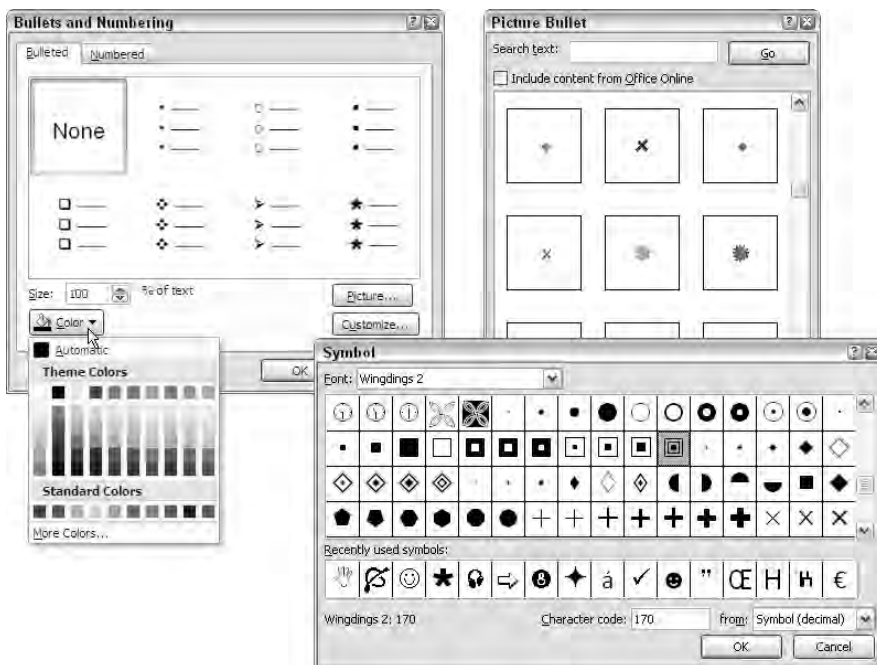 Bullets and Numbering
Bulleted Numbered
None
Size: 100 % of text
Picture...
Color
Customize...
Automatic
OK
Theme Colors
Standard Colors
More Colors...
Picture Bullet
Search text: Go
Include content from Office Online
Symbol
Font: Wingdings 2
Recently used symbols:
á " Œ H €
Wingdings 2: 170 Character code: 170 from: Symbol (decimal)
OK Cancel